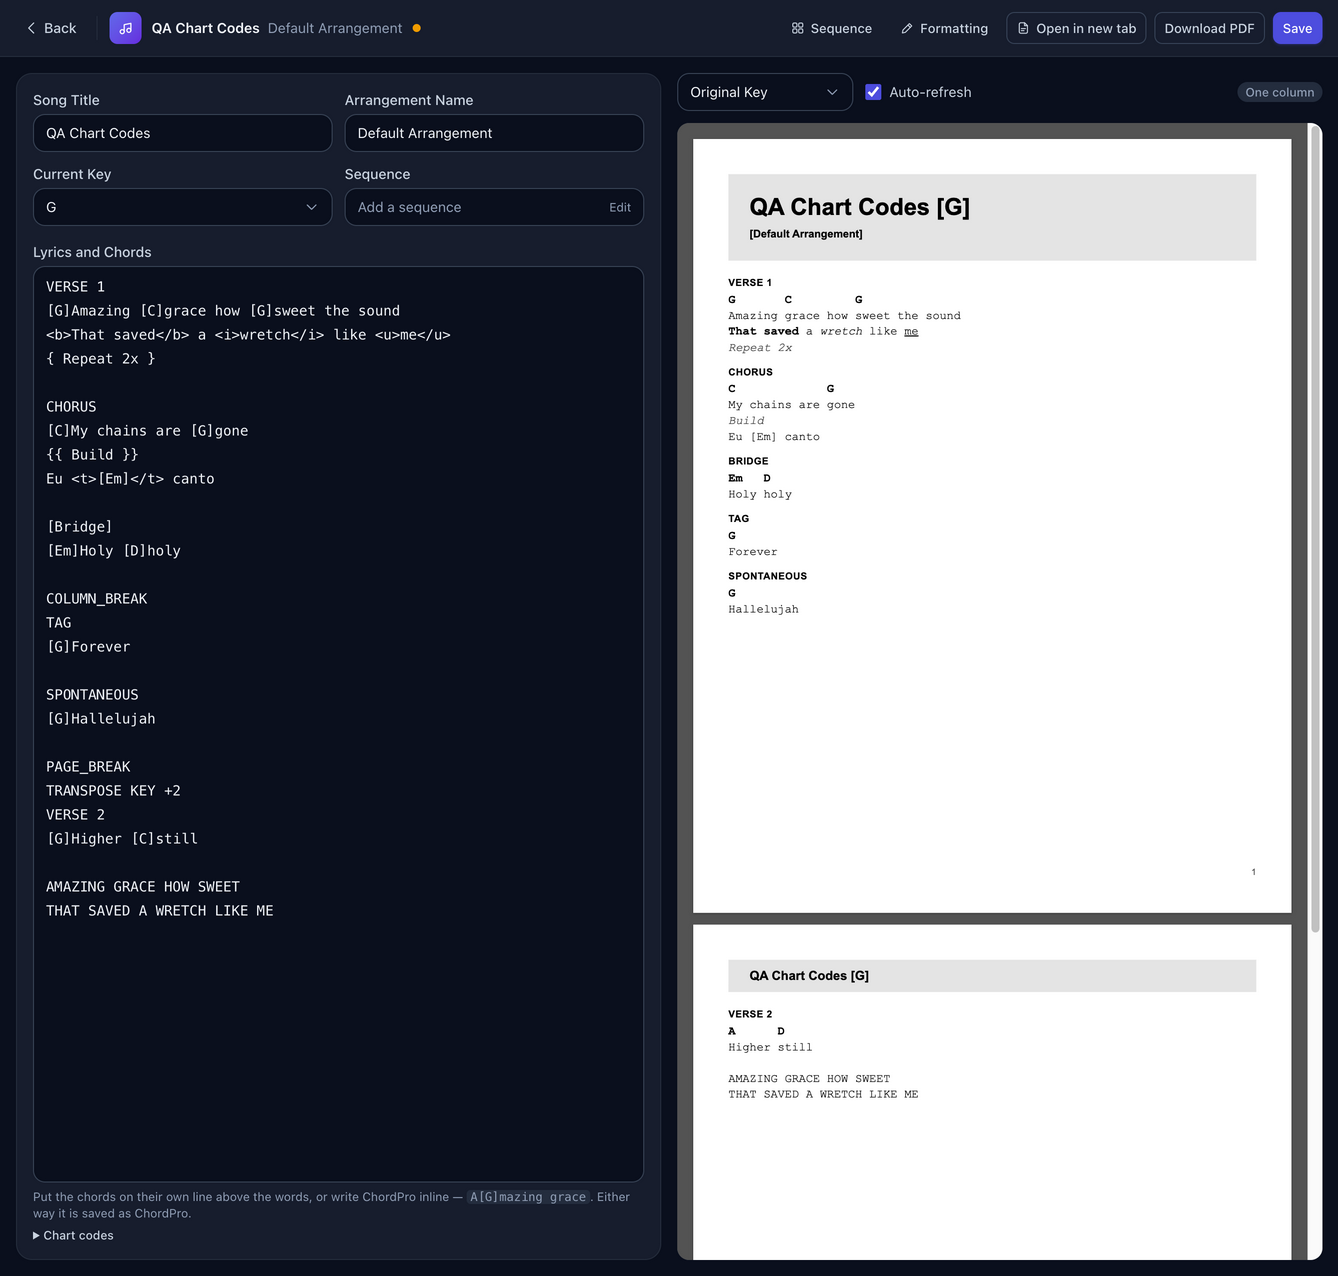 Back
QA Chart Codes Default Arrangement
Sequence
Formatting
Open in new tab
Download PDF
Save
Song Title
QA Chart Codes
Arrangement Name
Default Arrangement
Current Key
G
Sequence
Add a sequence Edit
Lyrics and Chords
VERSE 1
[G]Amazing [C]grace how [G]sweet the sound
<b>That saved</b> a <i>wretch</i> like <u>me</u>
{ Repeat 2x }
CHORUS
[C]My chains are [G]gone
{{ Build }}
Eu <t>[Em]</t> canto
[Bridge]
[Em]Holy [D]holy
COLUMN_BREAK
TAG
[G]Forever
SPONTANEOUS
[G]Hallelujah
PAGE_BREAK
TRANSPOSE KEY +2
VERSE 2
[G]Higher [C]still
AMAZING GRACE HOW SWEET
THAT SAVED A WRETCH LIKE ME
Put the chords on their own line above the words, or write ChordPro inline — A[G]mazing grace. Either
way it is saved as ChordPro.
Chart codes
Original Key
Auto-refresh
One column
QA Chart Codes [G]
[Default Arrangement]
VERSE 1
G C G
Amazing grace how sweet the sound
That saved a wretch like me
Repeat 2x
CHORUS
C G
My chains are gone
Build
Eu [Em] canto
BRIDGE
Em D
Holy holy
TAG
G
Forever
SPONTANEOUS
G
Hallelujah
1
QA Chart Codes [G]
VERSE 2
A D
Higher still
AMAZING GRACE HOW SWEET
THAT SAVED A WRETCH LIKE ME